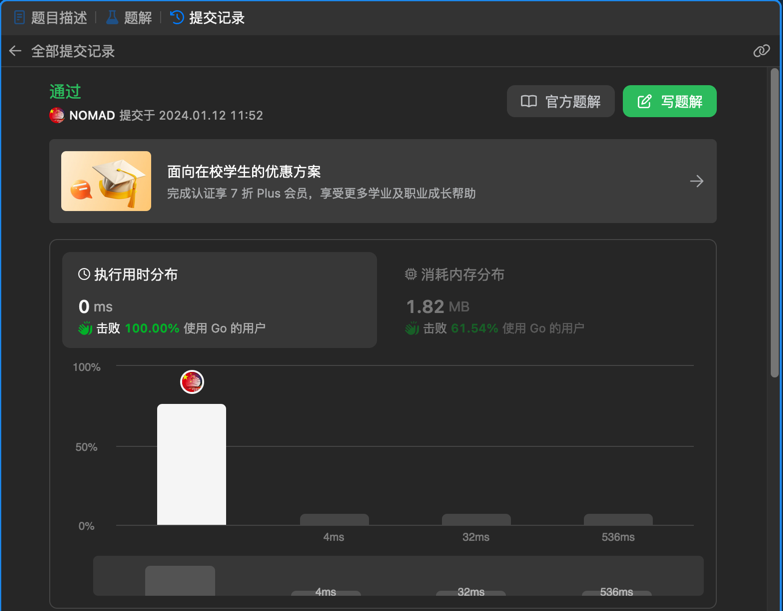 题目描述 题解 提交记录
全部提交记录
通过
NOMAD 提交于 2024.01.12 11:52
官方题解 写题解
面向在校学生的优惠方案
完成认证享 7 折 Plus 会员，享受更多学业及职业成长帮助
执行用时分布
0 ms
击败 100.00% 使用 Go 的用户
消耗内存分布
1.82 MB
击败 61.54% 使用 Go 的用户
100%
50%
0%
4ms 32ms 536ms
4ms 32ms 536ms